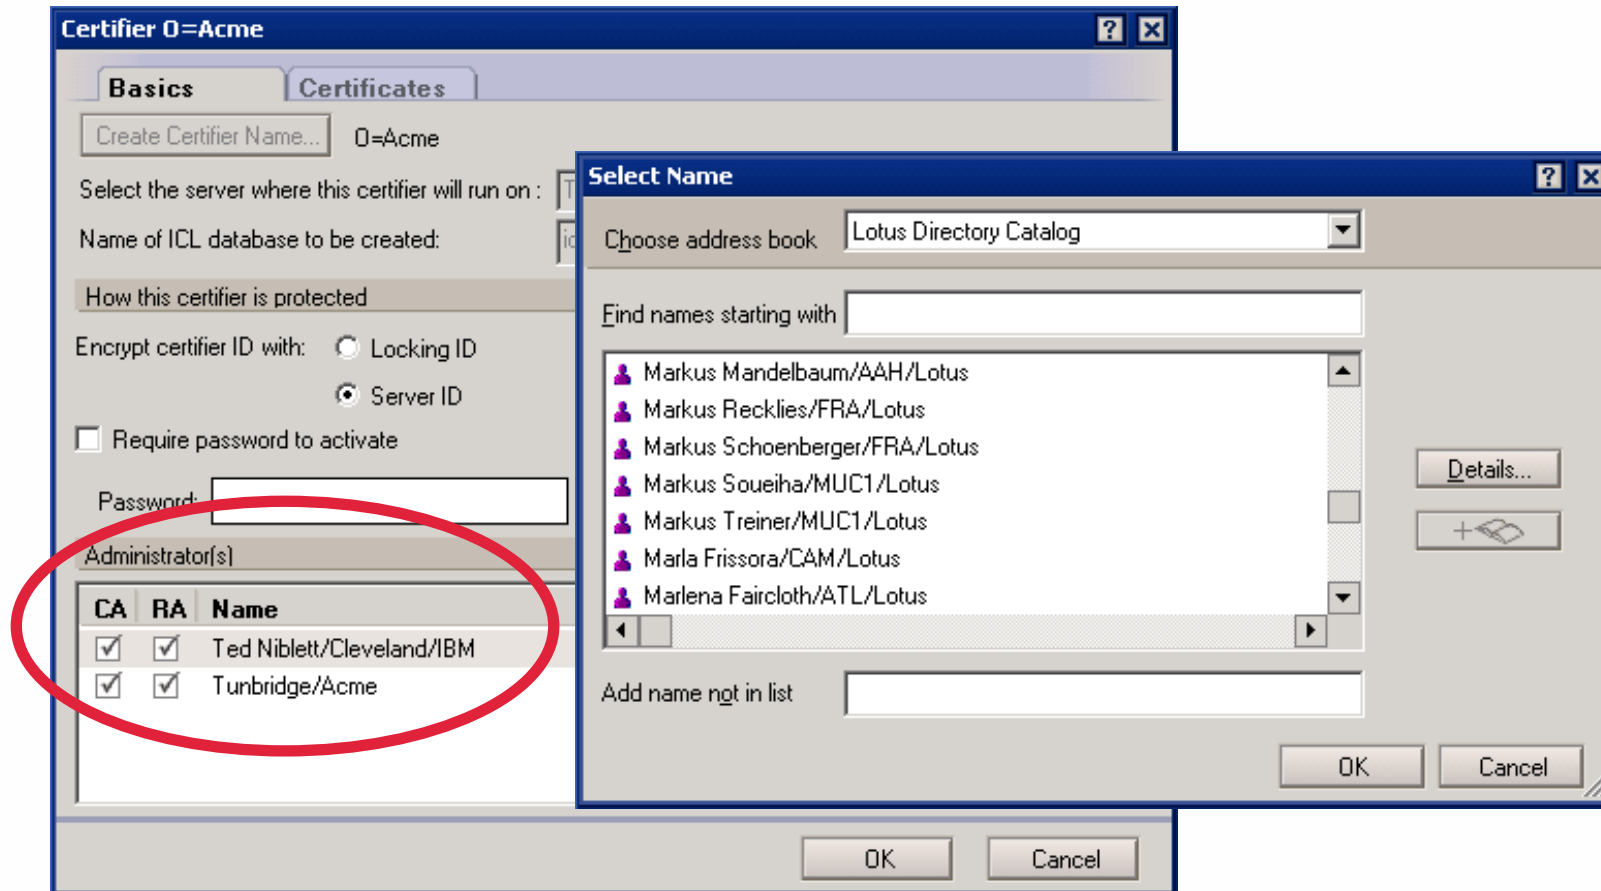 Certifier O=Acme
Basics
Certificates
Create Certifier Name...
O=Acme
Select the server where this certifier will run on :
Name of ICL database to be created:
How this certifier is protected
Encrypt certifier ID with:
Locking ID
Server ID
Require password to activate
Password:
Administrator(s)
CA RA Name
Ted Niblett/Cleveland/IBM
Tunbridge/Acme
OK
Cancel
Select Name
Choose address book
Lotus Directory Catalog
Find names starting with
Markus Mandelbaum/AAH/Lotus
Markus Recklies/FRA/Lotus
Markus Schoenberger/FRA/Lotus
Markus Soueiha/MUC1/Lotus
Markus Treiner/MUC1/Lotus
Marla Frissora/CAM/Lotus
Marlena Faircloth/ATL/Lotus
Details...
Add name not in list
OK
Cancel